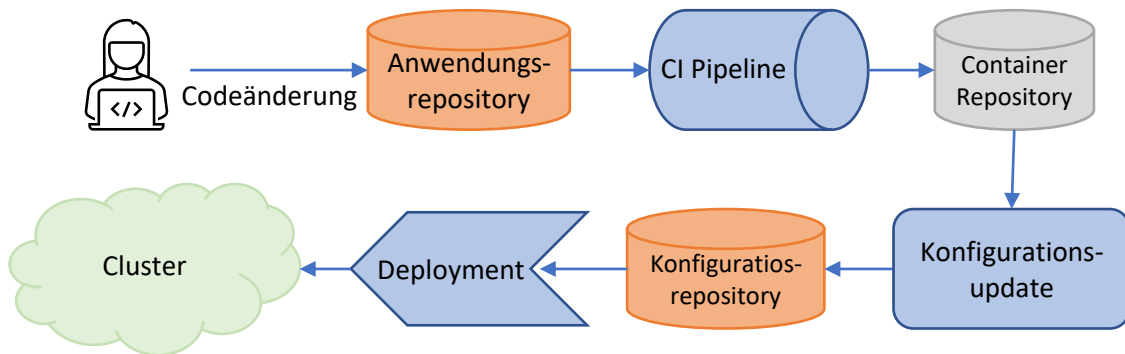 Codeänderung
Anwendungs-
repository
CI Pipeline
Container
Repository
</>
Cluster
Deployment
Konfiguratios-
repository
Konfigurations-
update